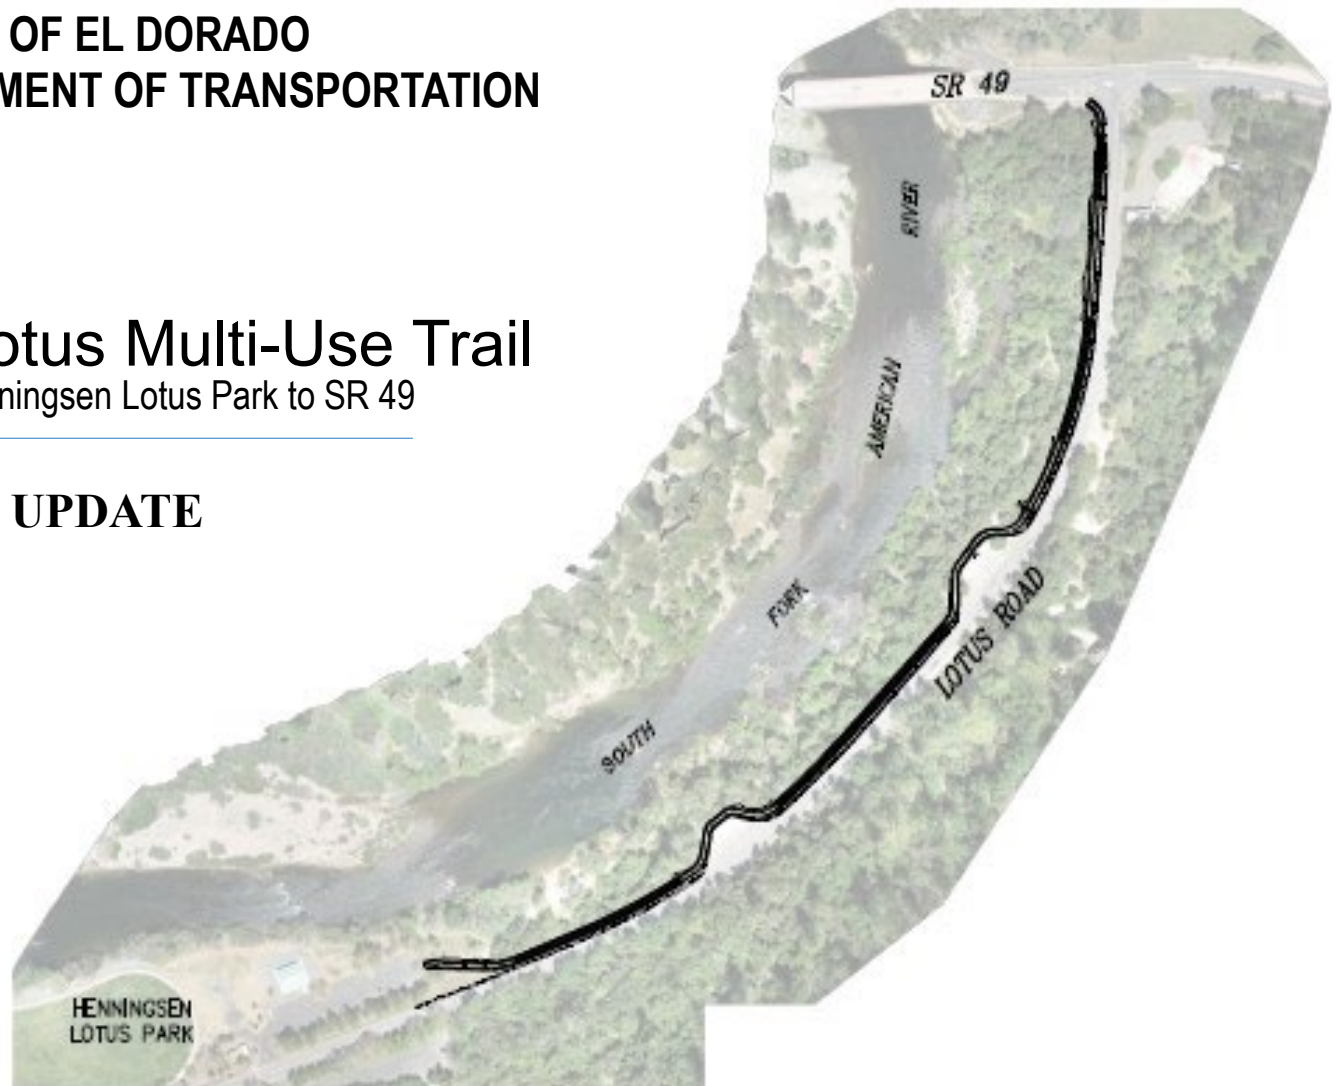 OF EL DORADO
MENT OF TRANSPORTATION
otus Multi-Use Trail
ningsen Lotus Park to SR 49
UPDATE
SR 49
RIVER
AMERICAN
FORK
SOUTH
LOTUS ROAD
HENNINGSEN
LOTUS PARK